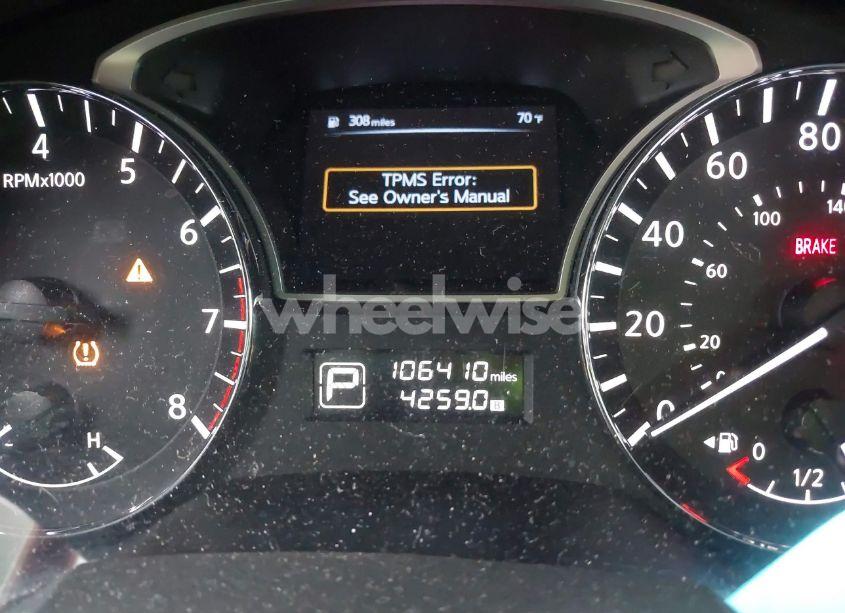 308 miles 70 °F
TPMS Error:
See Owner's Manual
4
5
6
7
8
RPMx1000
H
wheelwise
P
106410 miles
4259.0 B
0
20
40
60
80
0
20
60
100
140
BRAKE
0
1/2